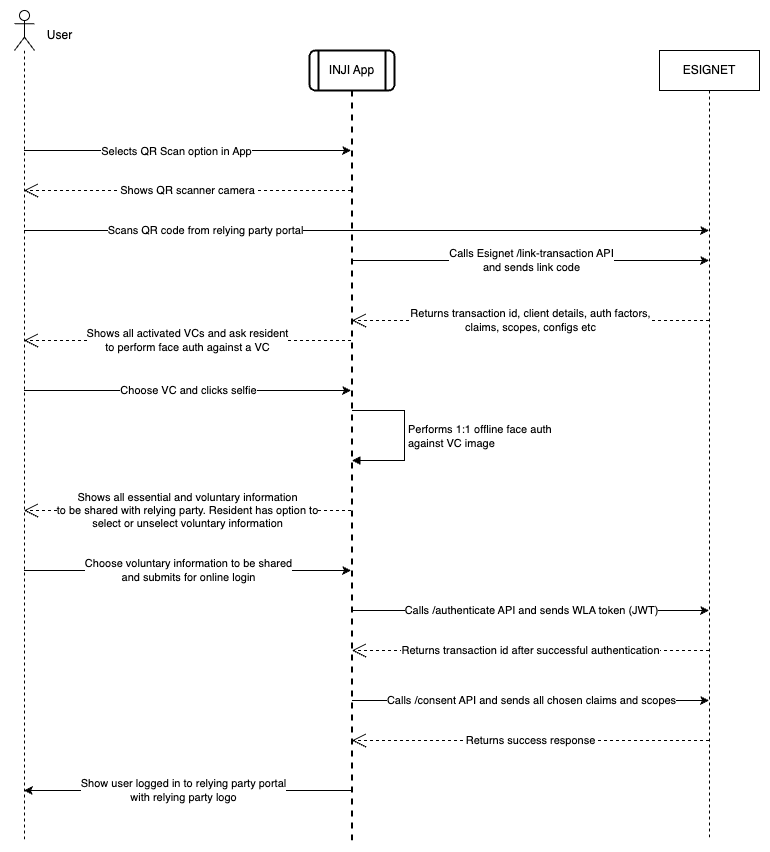 User
INJI App
ESIGNET
Selects QR Scan option in App
Shows QR scanner camera
Scans QR code from relying party portal
Calls Esignet /link-transaction API
and sends link code
Returns transaction id, client details, auth factors,
claims, scopes, configs etc
Shows all activated VCs and ask resident
to perform face auth against a VC
Choose VC and clicks selfie
Performs 1:1 offline face auth
against VC image
Shows all essential and voluntary information
to be shared with relying party. Resident has option to
select or unselect voluntary information
Choose voluntary information to be shared
and submits for online login
Calls /authenticate API and sends WLA token (JWT)
Returns transaction id after successful authentication
Calls /consent API and sends all chosen claims and scopes
Returns success response
Show user logged in to relying party portal
with relying party logo